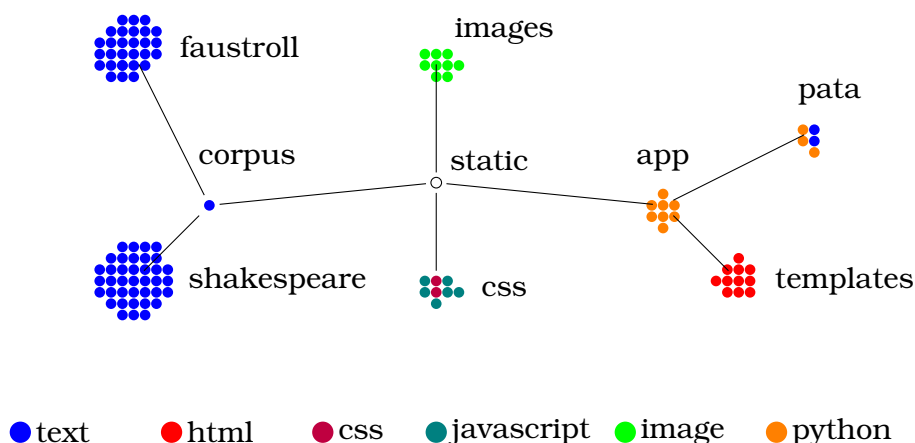 images
faustroll
pata
corpus
static
app
shakespeare
css
templates
text html css javascript image python